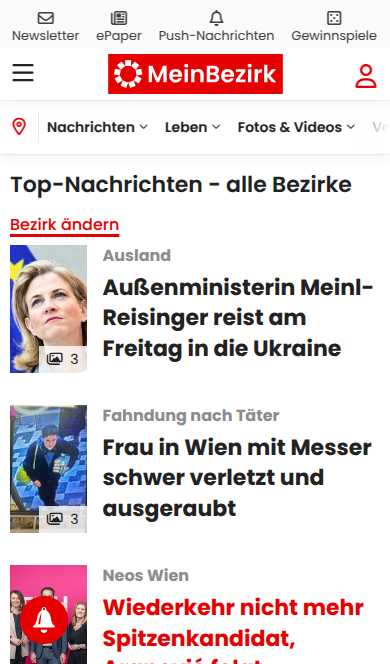 Newsletter ePaper Push-Nachrichten Gewinnspiele
MeinBezirk
Nachrichten Leben Fotos & Videos
Top-Nachrichten - alle Bezirke
Bezirk ändern
Ausland
Außenministerin Meinl-
Reisinger reist am
Freitag in die Ukraine
3
Fahndung nach Täter
Frau in Wien mit Messer
schwer verletzt und
ausgeraubt
3
Neos Wien
Wiederkehr nicht mehr
Spitzenkandidat,